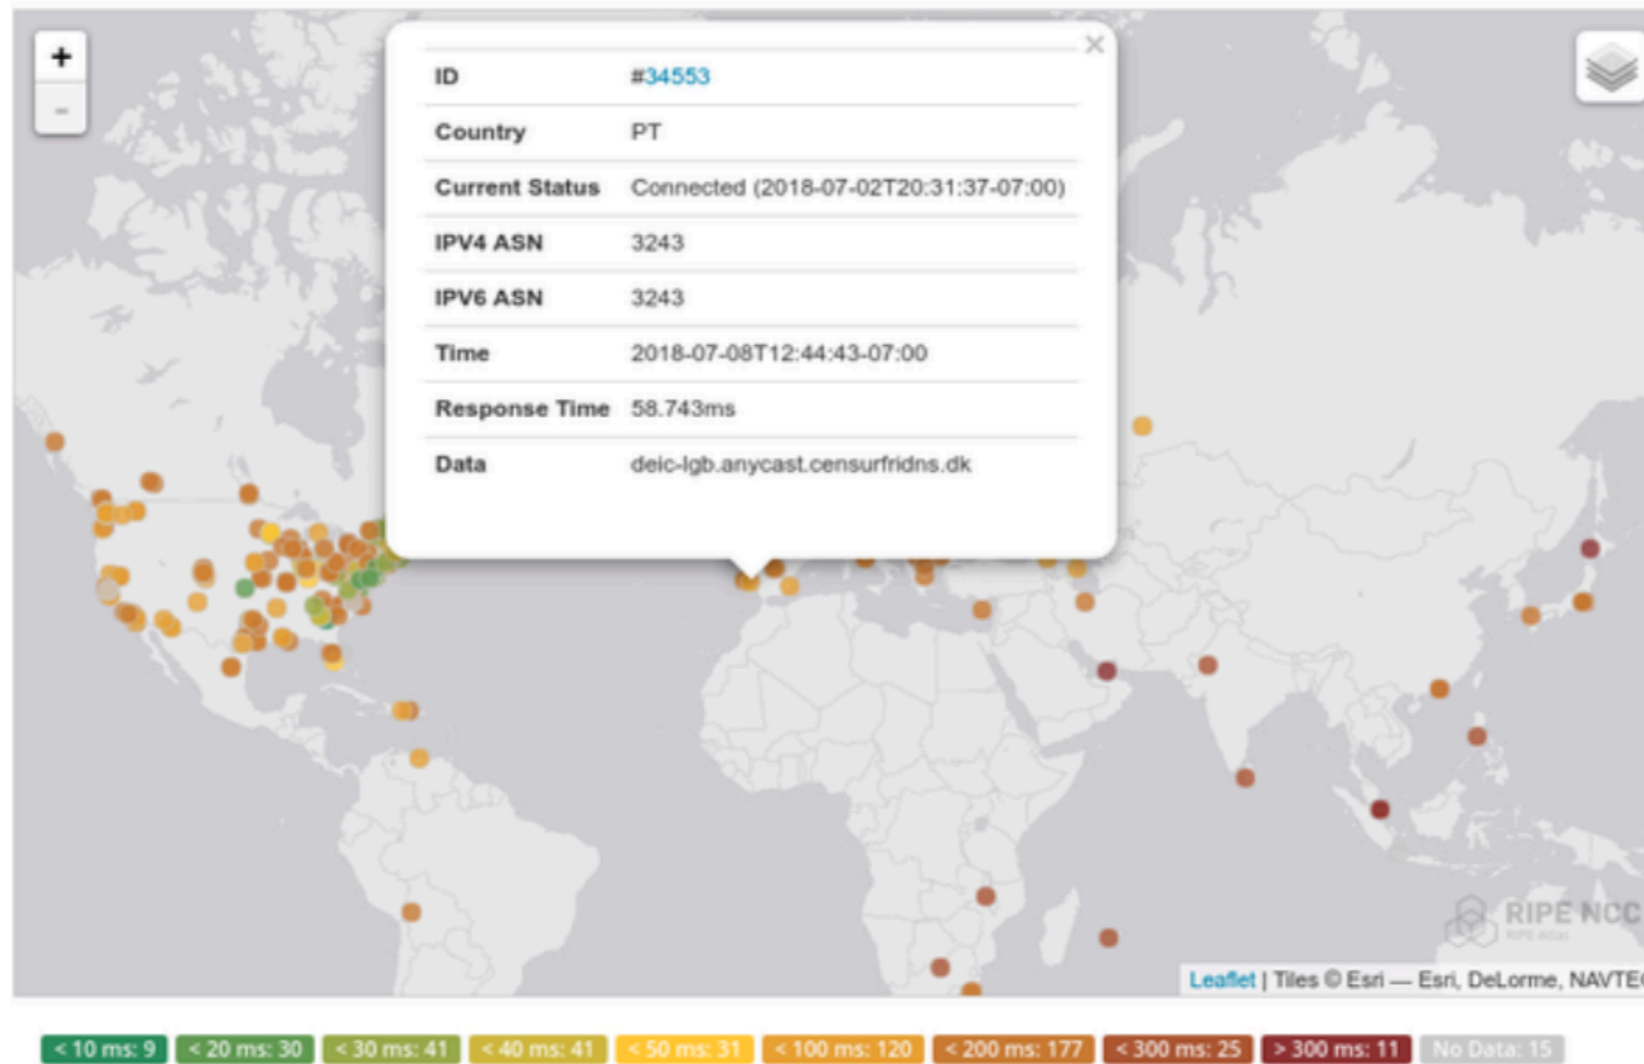 +
−
×
ID #34553
Country PT
Current Status Connected (2018-07-02T20:31:37-07:00)
IPV4 ASN 3243
IPV6 ASN 3243
Time 2018-07-08T12:44:43-07:00
Response Time 58.743ms
Data deic-lgb.anycast.censurfridns.dk
RIPE NCC
RIPE Atlas
Leaflet | Tiles © Esri — Esri, DeLorme, NAVTEQ
< 10 ms: 9 < 20 ms: 30 < 30 ms: 41 < 40 ms: 41 < 50 ms: 31 < 100 ms: 120 < 200 ms: 177 < 300 ms: 25 > 300 ms: 11 No Data: 15